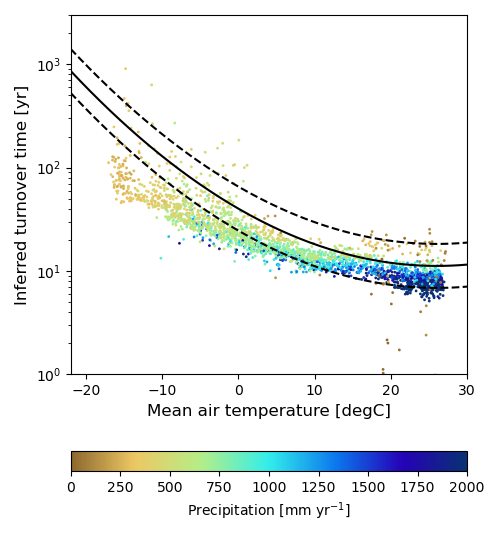 Inferred turnover time [yr]
10³
10²
10¹
10⁰
−20 −10 0 10 20 30
Mean air temperature [degC]
0 250 500 750 1000 1250 1500 1750 2000
Precipitation [mm yr⁻¹]